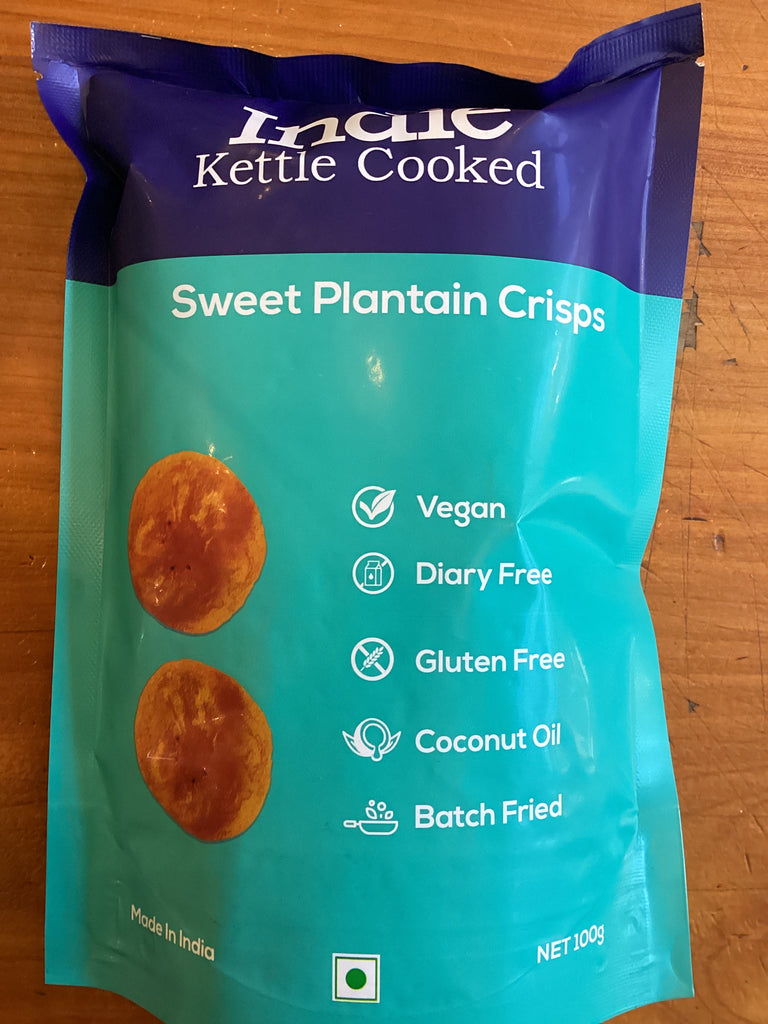 Indie
Kettle Cooked
Sweet Plantain Crisps
Vegan
Diary Free
Gluten Free
Coconut Oil
Batch Fried
Made In India
NET 100g